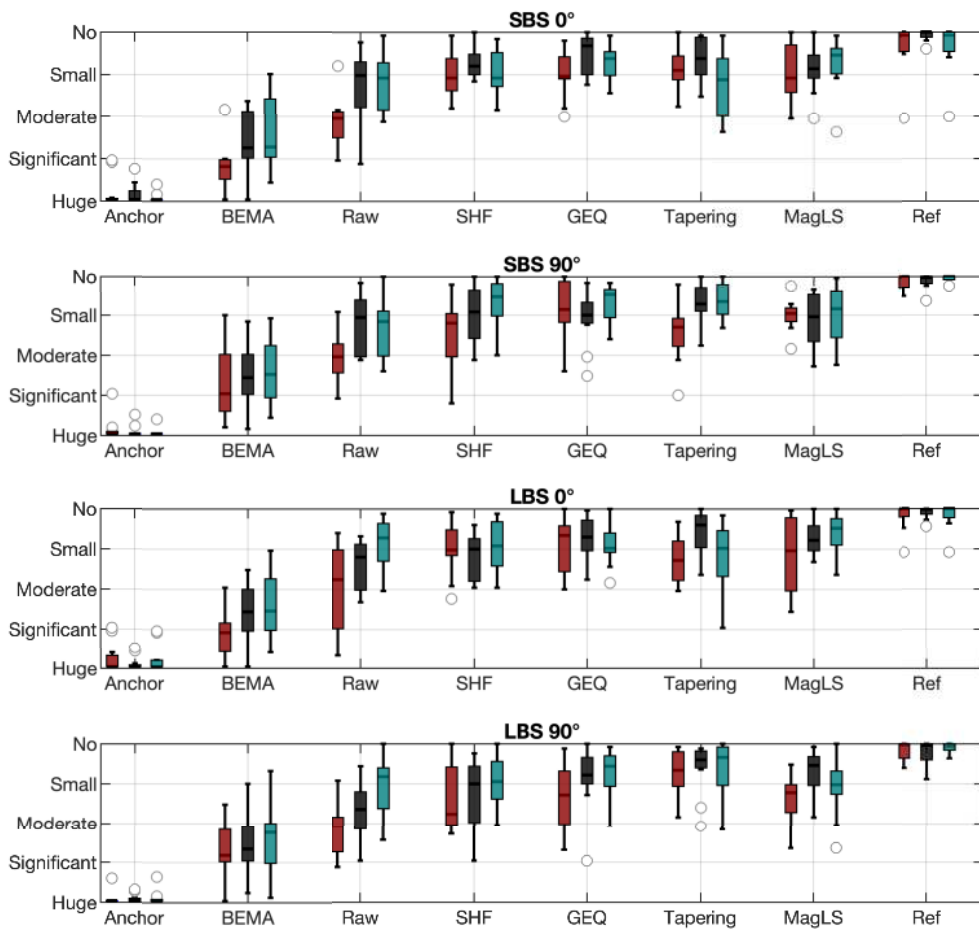 SBS 0°
No
Small
Moderate
Significant
Huge
Anchor BEMA Raw SHF GEQ Tapering MagLS Ref
SBS 90°
No
Small
Moderate
Significant
Huge
Anchor BEMA Raw SHF GEQ Tapering MagLS Ref
LBS 0°
No
Small
Moderate
Significant
Huge
Anchor BEMA Raw SHF GEQ Tapering MagLS Ref
LBS 90°
No
Small
Moderate
Significant
Huge
Anchor BEMA Raw SHF GEQ Tapering MagLS Ref